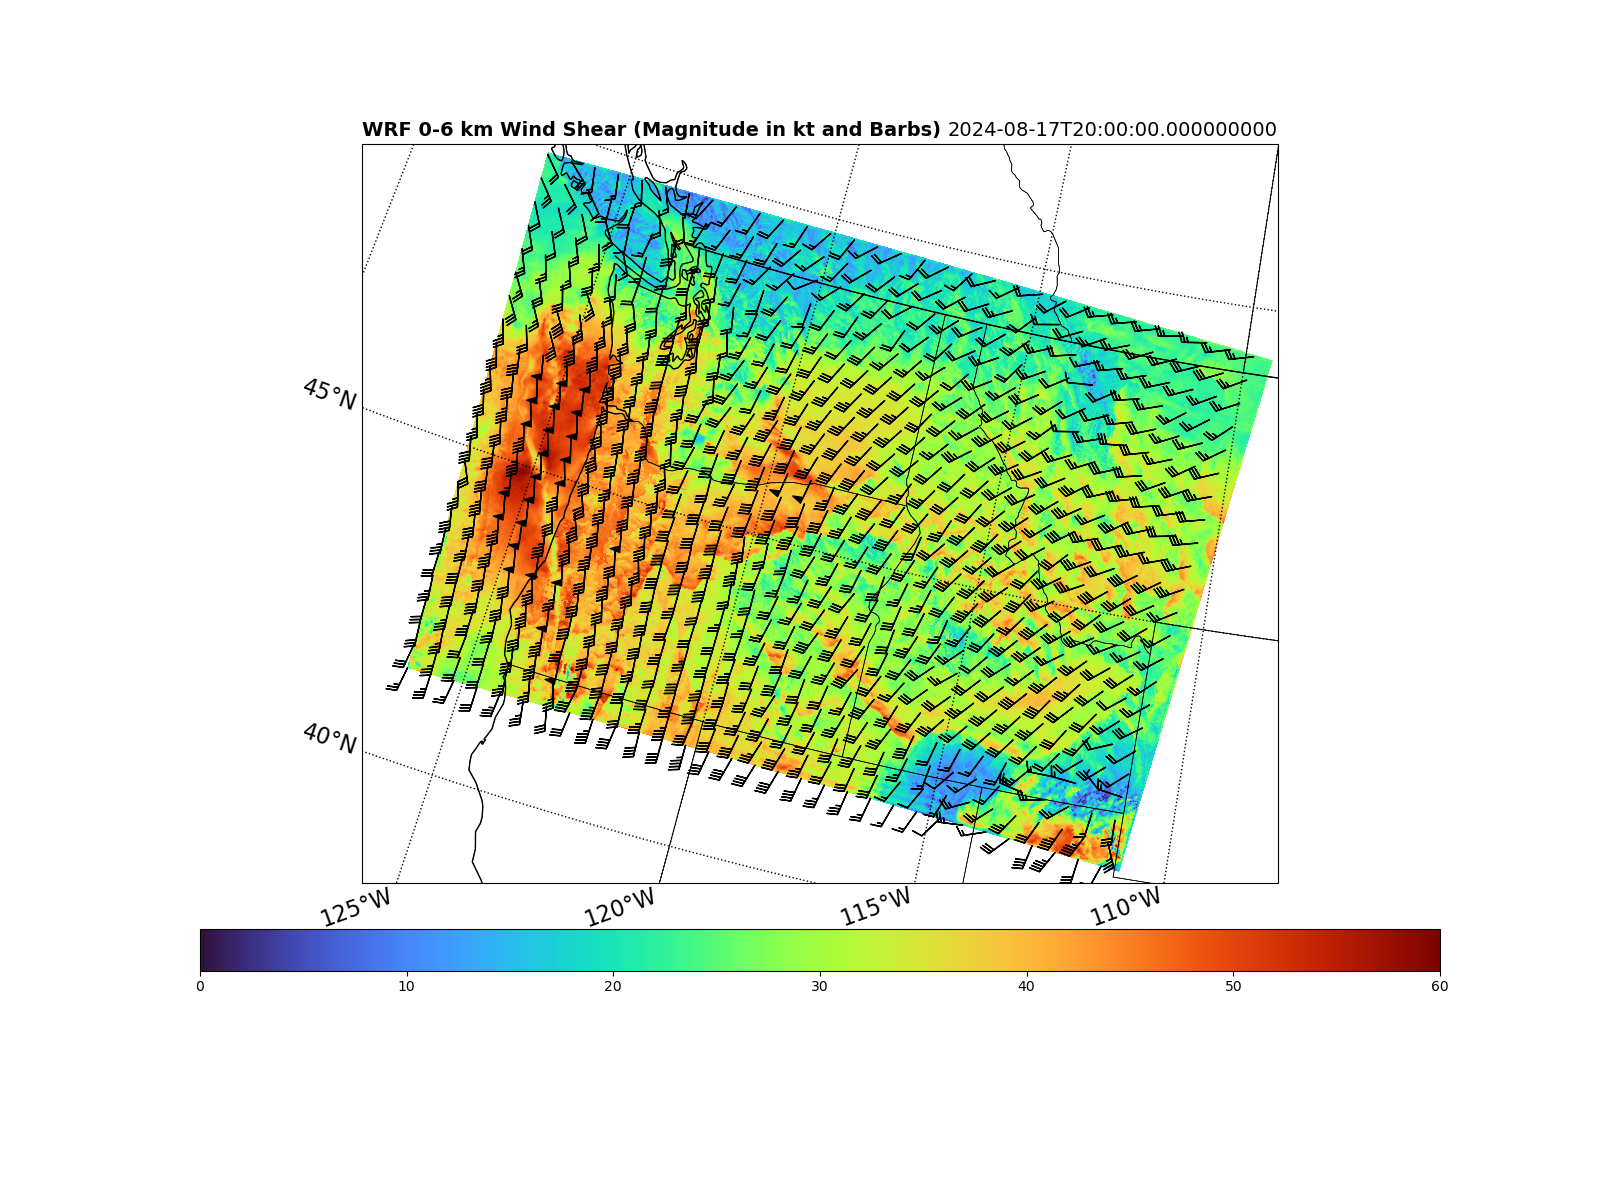 WRF 0-6 km Wind Shear (Magnitude in kt and Barbs) 2024-08-17T20:00:00.000000000
45°N
40°N
125°W 120°W 115°W 110°W
0 10 20 30 40 50 60